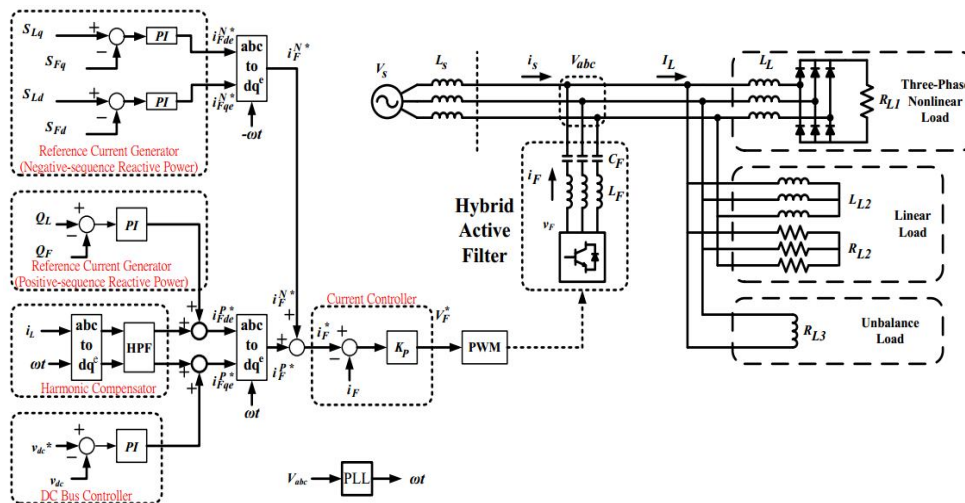 S_Lq
+
−
S_Fq
PI
i_Fde^N*
S_Ld
+
−
S_Fd
PI
i_Fqe^N*
abc
to
dq^e
-ωt
i_F^N*
Reference Current Generator
(Negative-sequence Reactive Power)
Q_L
+
−
Q_F
PI
Reference Current Generator
(Positive-sequence Reactive Power)
i_L
ωt
abc
to
dq^e
HPF
Harmonic Compensator
+
+
i_Fde^P*
+
+
i_Fqe^P*
abc
to
dq^e
ωt
v_dc*
+
−
v_dc
PI
DC Bus Controller
i_F^N*
+
+
i_F^P*
Current Controller
i_F^*
+
−
i_F
K_P
V_F^*
PWM
V_abc
PLL
ωt
V_s
L_s
i_s
V_abc
I_L
L_L
R_L1
Three-Phase
Nonlinear
Load
C_F
i_F
L_F
v_F
Hybrid
Active
Filter
L_L2
R_L2
Linear
Load
R_L3
Unbalance
Load